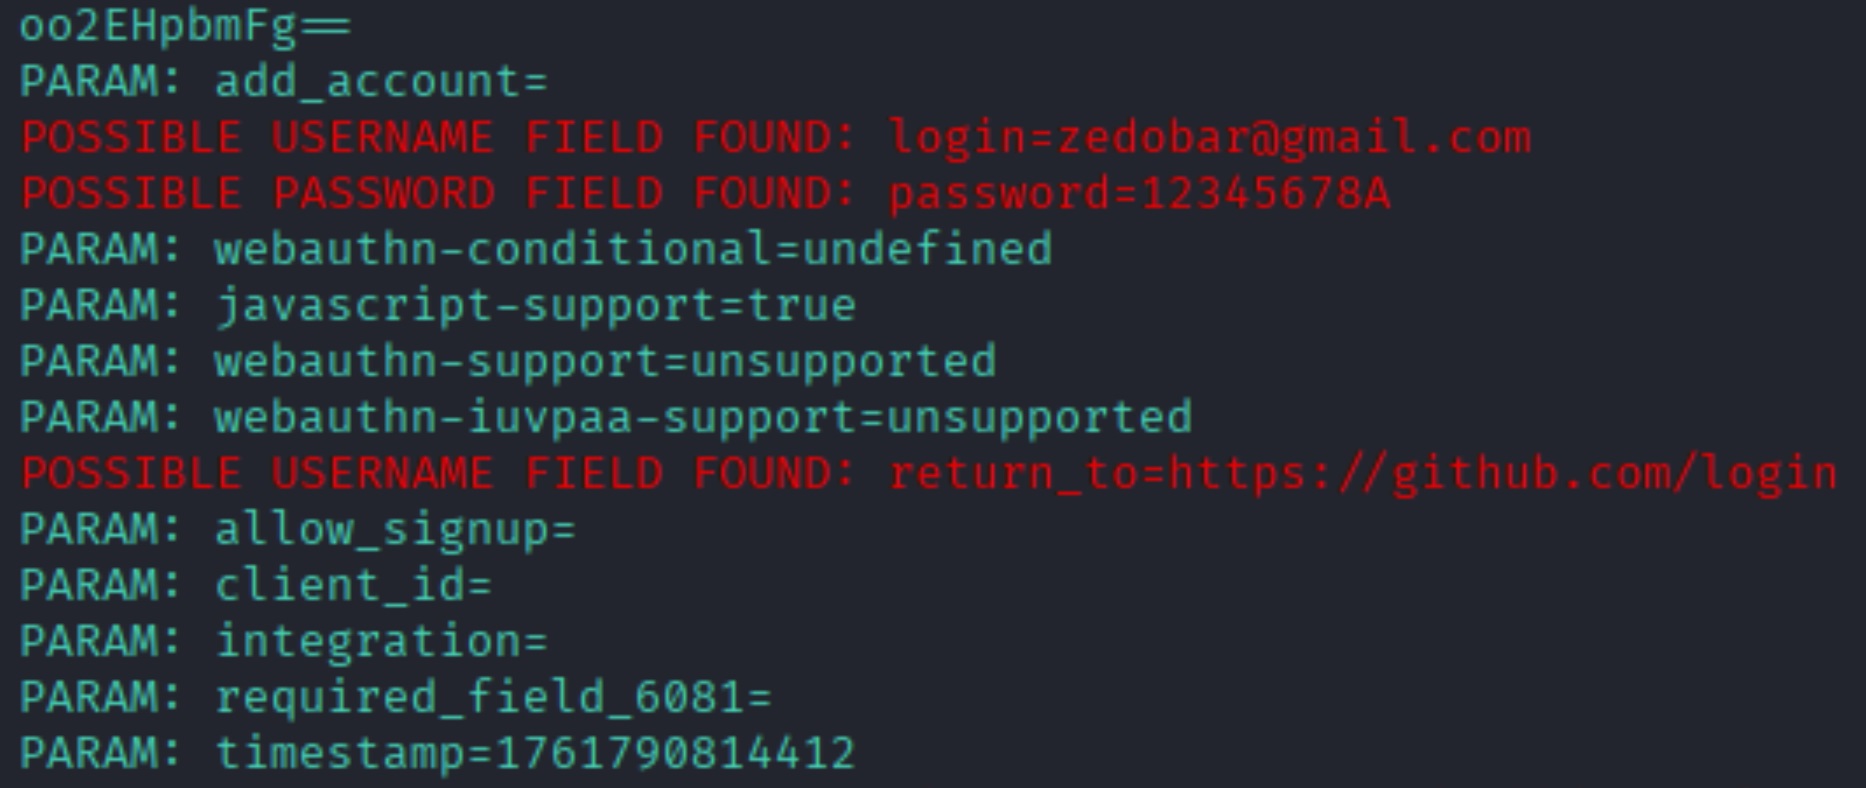 oo2EHpbmFg==
PARAM: add_account=
POSSIBLE USERNAME FIELD FOUND: login=zedobar@gmail.com
POSSIBLE PASSWORD FIELD FOUND: password=12345678A
PARAM: webauthn-conditional=undefined
PARAM: javascript-support=true
PARAM: webauthn-support=unsupported
PARAM: webauthn-iuvpaa-support=unsupported
POSSIBLE USERNAME FIELD FOUND: return_to=https://github.com/login
PARAM: allow_signup=
PARAM: client_id=
PARAM: integration=
PARAM: required_field_6081=
PARAM: timestamp=1761790814412